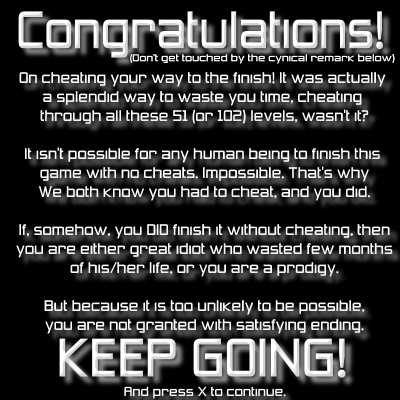 Congratulations!
(Don't get touched by the cynical remark below)
On cheating your way to the finish! It was actually
a splendid way to waste you time, cheating
through all these 51 (or 102) levels, wasn't it?
It isn't possible for any human being to finish this
game with no cheats. Impossible. That's why
We both know you had to cheat, and you did.
If, somehow, you DID finish it without cheating, then
you are either great idiot who wasted few months
of his/her life, or you are a prodigy.
But because it is too unlikely to be possible,
you are not granted with satisfying ending.
KEEP GOING!
And press X to continue.